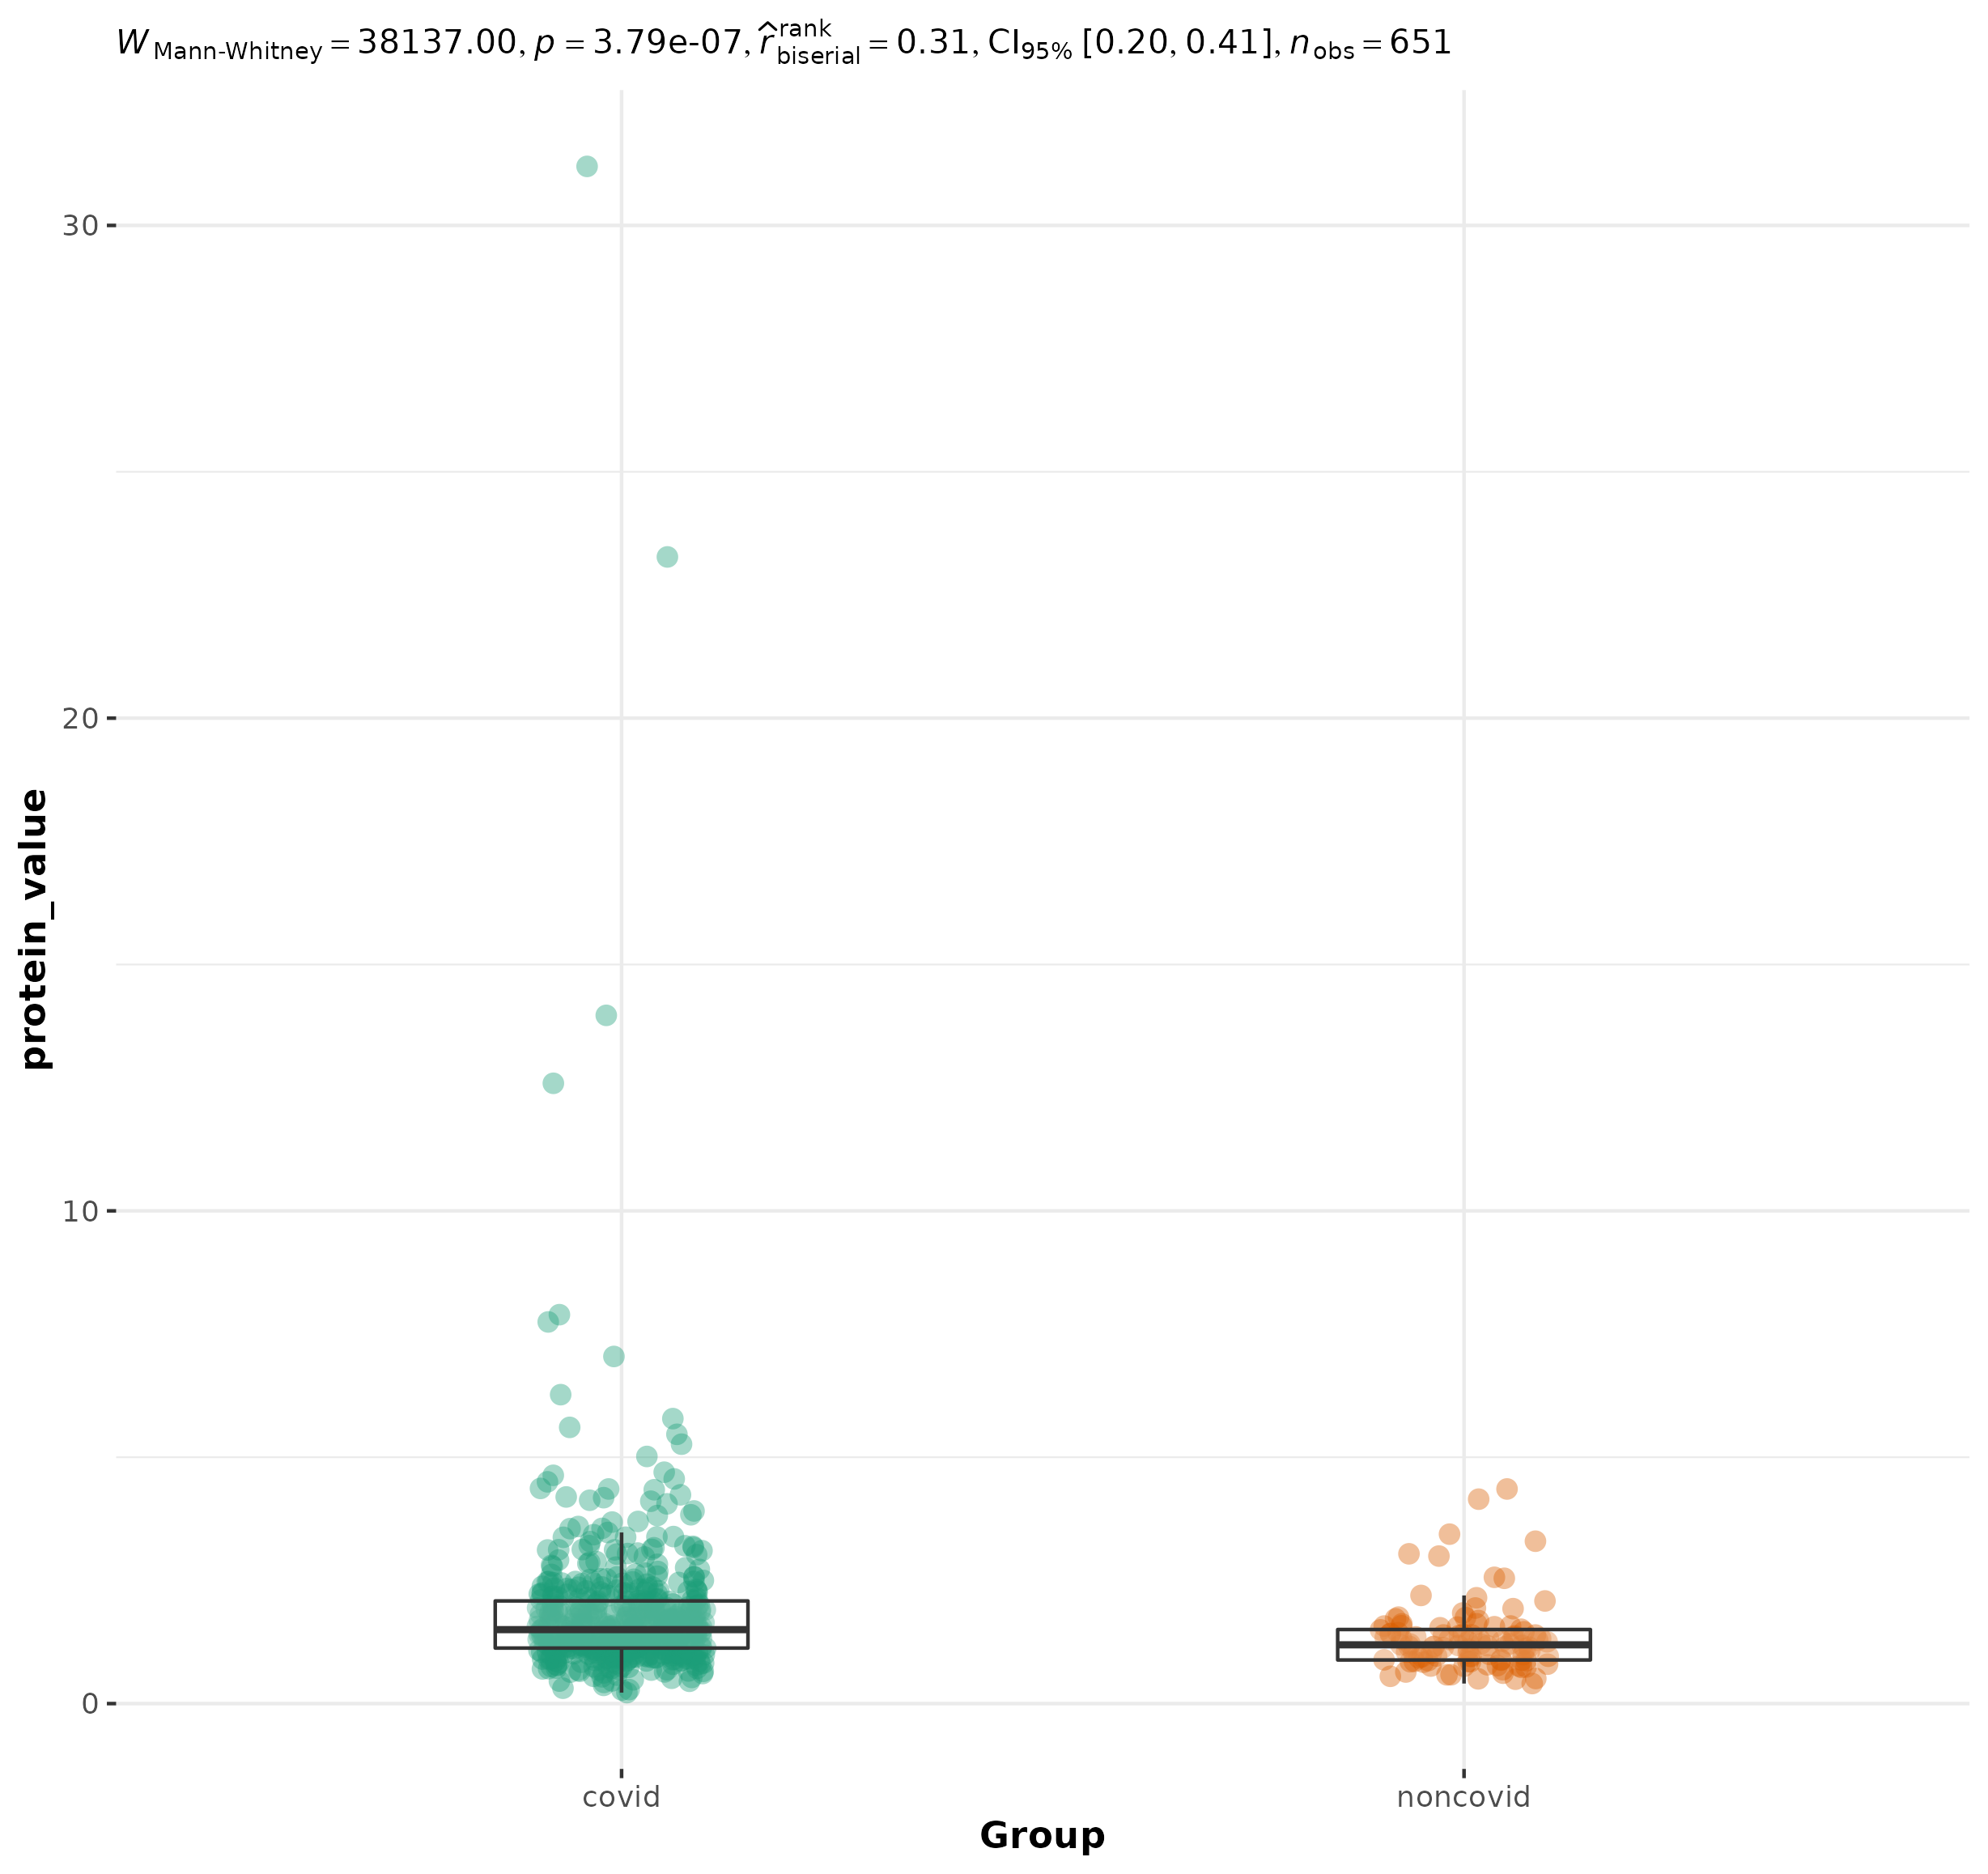 W Mann-Whitney = 38137.00, p = 3.79e-07, r̂ rank biserial = 0.31, CI95% [0.20, 0.41], nobs = 651
protein_value
30
20
10
0
covid noncovid
Group